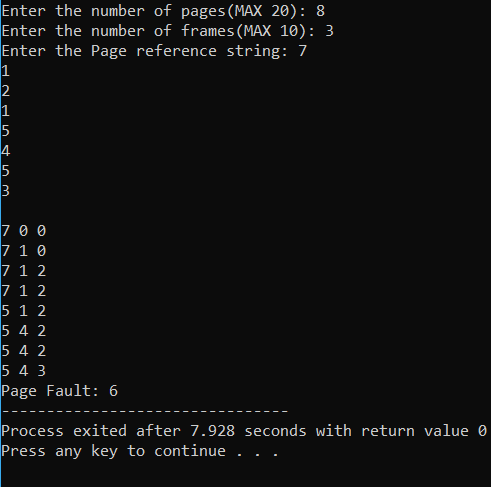 Enter the number of pages(MAX 20): 8
Enter the number of frames(MAX 10): 3
Enter the Page reference string: 7
1
2
1
5
4
5
3
7 0 0
7 1 0
7 1 2
7 1 2
5 1 2
5 4 2
5 4 2
5 4 3
Page Fault: 6
--------------------------------
Process exited after 7.928 seconds with return value 0
Press any key to continue . . .